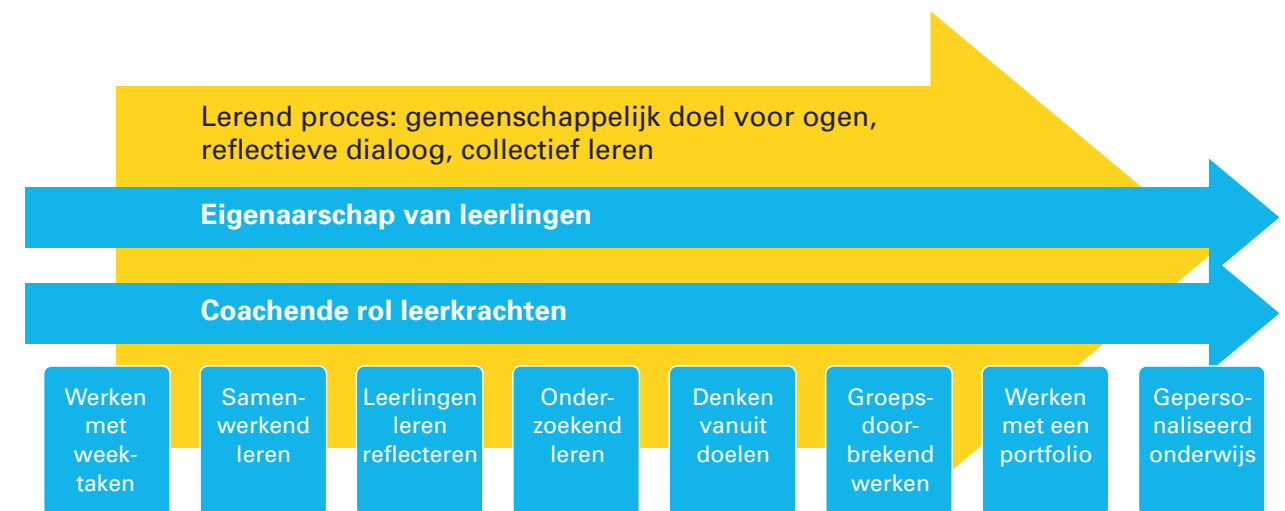 Lerend proces: gemeenschappelijk doel voor ogen,
reflectieve dialoog, collectief leren
Eigenaarschap van leerlingen
Coachende rol leerkrachten
Werken
met
week-
taken
Samen-
werkend
leren
Leerlingen
leren
reflecteren
Onder-
zoekend
leren
Denken
vanuit
doelen
Groeps-
door-
brekend
werken
Werken
met een
portfolio
Geperso-
naliseerd
onderwijs